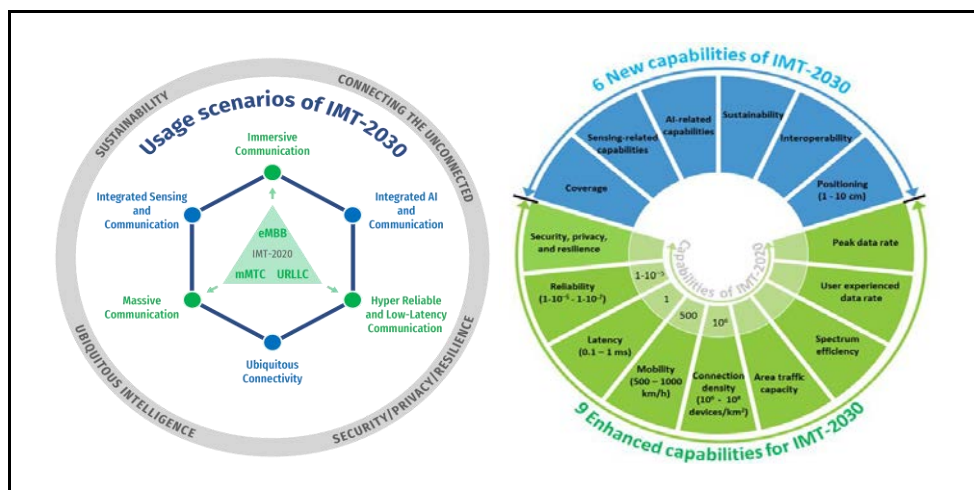 SUSTAINABILITY
CONNECTING THE UNCONNECTED
UBIQUITOUS INTELLIGENCE
SECURITY/PRIVACY/RESILIENCE
Usage scenarios of IMT-2030
Immersive
Communication
Integrated Sensing
and
Communication
Integrated AI
and
Communication
eMBB
IMT-2020
mMTC URLLC
Massive
Communication
Hyper Reliable
and Low-Latency
Communication
Ubiquitous
Connectivity
6 New capabilities of IMT-2030
Coverage
Sensing-related
capabilities
AI-related
capabilities
Sustainability
Interoperability
Positioning
(1 - 10 cm)
Capabilities of IMT-2020
Security, privacy,
and resilience
Reliability
(1-10⁻⁵ - 1-10⁻⁷)
1-10⁻⁵
Latency
(0.1 – 1 ms)
1
Mobility
(500 – 1000
km/h)
500
Connection
density
(10⁶ - 10⁸
devices/km²)
10⁶
Area traffic
capacity
Spectrum
efficiency
User experienced
data rate
Peak data rate
9 Enhanced capabilities for IMT-2030